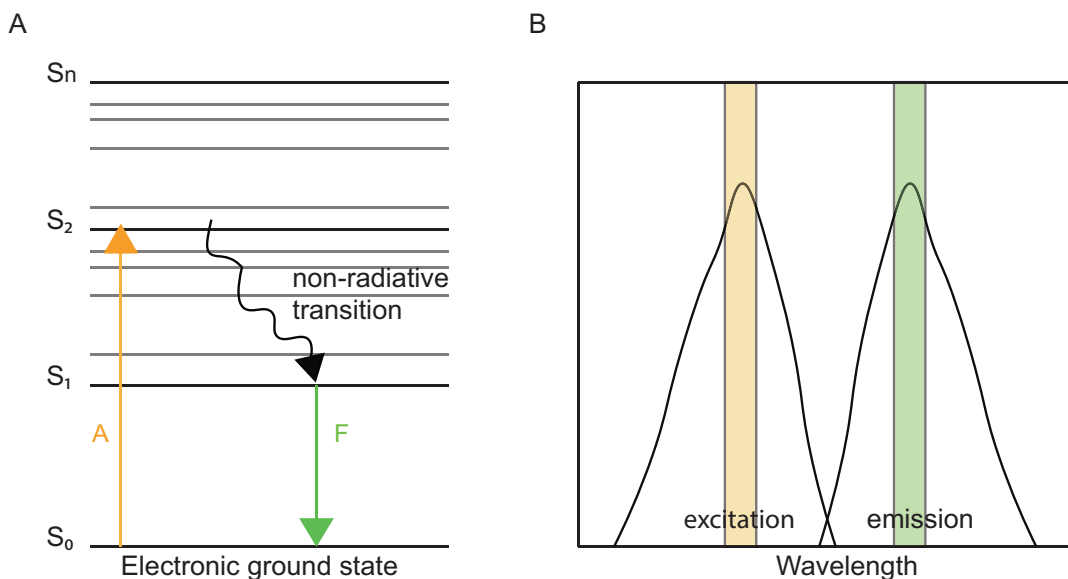 A
Sn
S₂
non-radiative
transition
S₁
A
F
S₀
Electronic ground state
B
excitation
emission
Wavelength